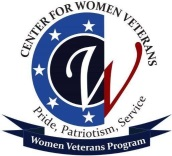 CENTER FOR WOMEN VETERANS
W
Pride, Patriotism, Service
Women Veterans Program